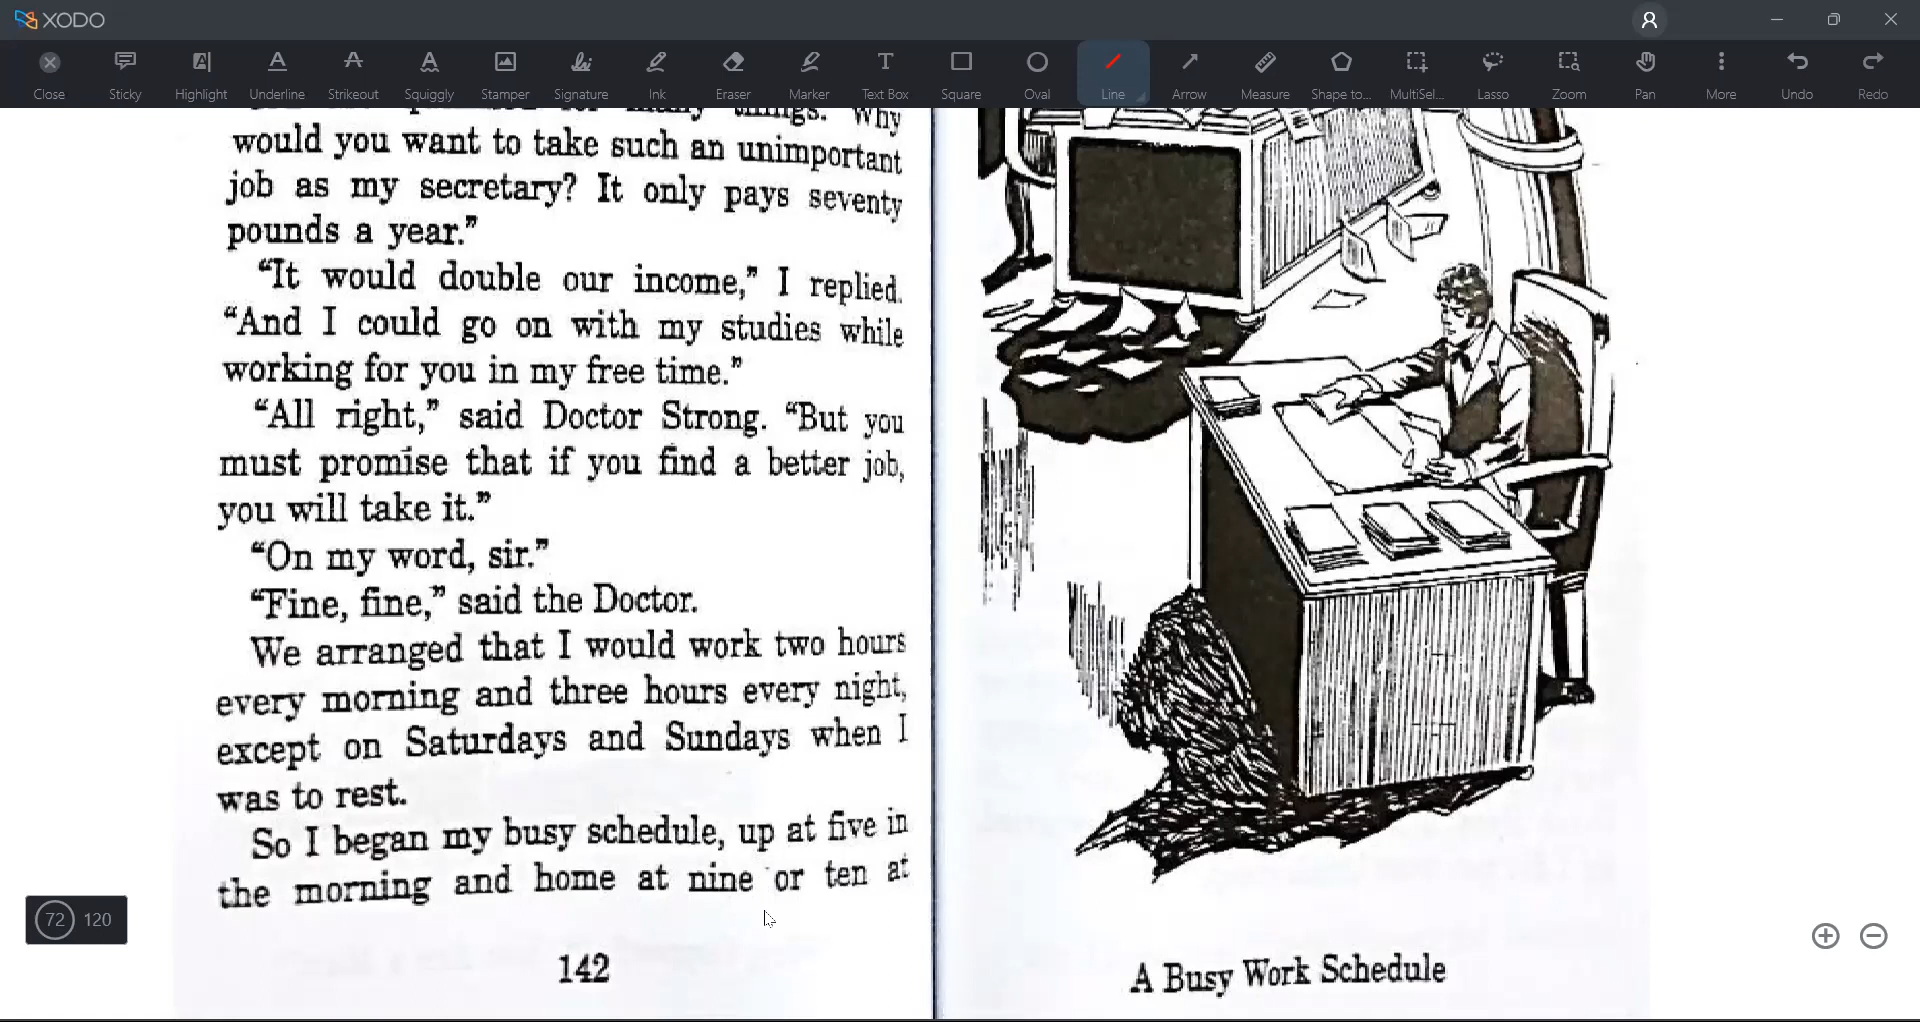 XODO
Close
Sticky
Highlight
Underline
Strikeout
Squiggly
Stamper
Signature
Ink
Eraser
Marker
Text Box
Square
Oval
Line
Arrow
Measure
Shape to...
MultiSel...
Lasso
Zoom
Pan
More
Undo
Redo
many things. Why
would you want to take such an unimportant
job as my secretary? It only pays seventy
pounds a year.”
“It would double our income,” I replied.
“And I could go on with my studies while
working for you in my free time.”
“All right,” said Doctor Strong. “But you
must promise that if you find a better job,
you will take it.”
“On my word, sir.”
“Fine, fine,” said the Doctor.
We arranged that I would work two hours
every morning and three hours every night,
except on Saturdays and Sundays when I
was to rest.
So I began my busy schedule, up at five in
the morning and home at nine or ten at
142
A Busy Work Schedule
72 120